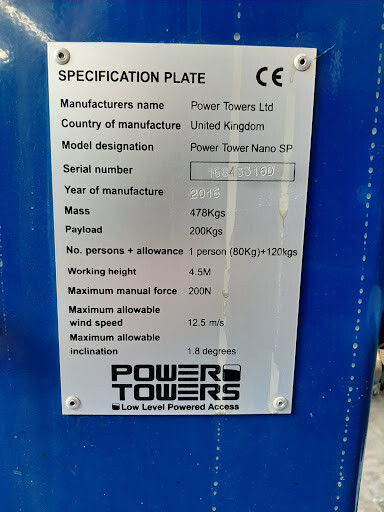 SPECIFICATION PLATE CE
Manufacturers name Power Towers Ltd
Country of manufacture United Kingdom
Model designation Power Tower Nano SP
Serial number
Year of manufacture
Mass 478Kgs
Payload 200Kgs
No. persons + allowance 1 person (80Kg)+120kgs
Working height 4.5M
Maximum manual force 200N
Maximum allowable
wind speed 12.5 m/s
Maximum allowable
inclination 1.8 degrees
POWER
TOWERS
Low Level Powered Access